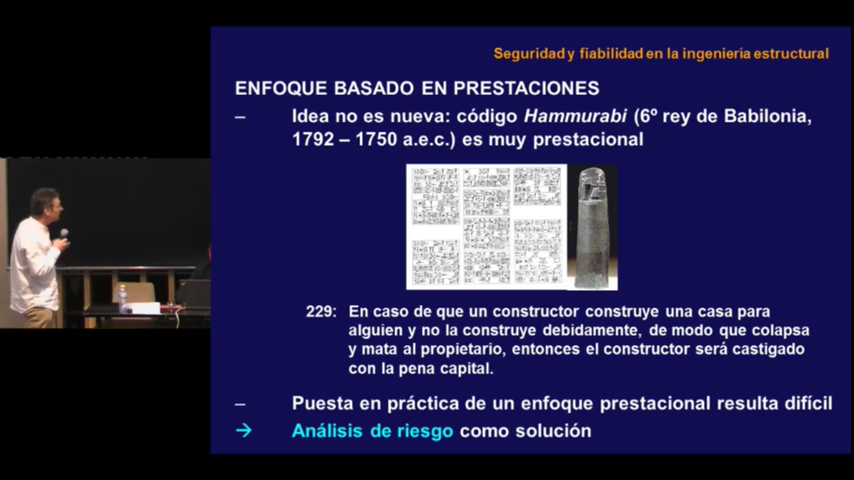 Seguridad y fiabilidad en la ingenieria estructural
ENFOQUE BASADO EN PRESTACIONES
– Idea no es nueva: código Hammurabi (6º rey de Babilonia,
1792 – 1750 a.e.c.) es muy prestacional
229: En caso de que un constructor construye una casa para
alguien y no la construye debidamente, de modo que colapsa
y mata al propietario, entonces el constructor será castigado
con la pena capital.
– Puesta en práctica de un enfoque prestacional resulta difícil
→ Análisis de riesgo como solución